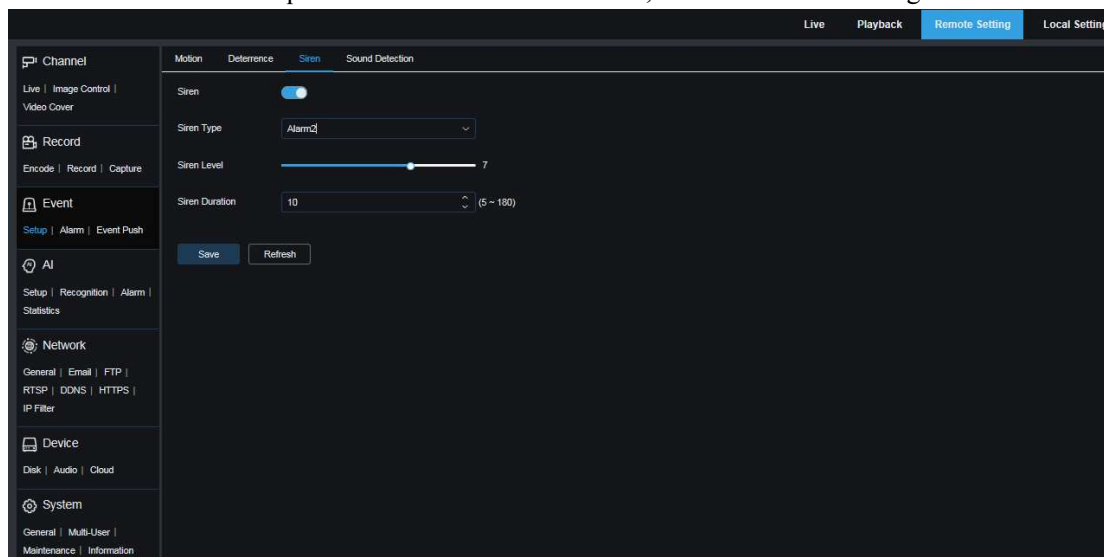 Live Playback Remote Setting Local Setting
Channel
Live | Image Control |
Video Cover
Record
Encode | Record | Capture
Event
Setup | Alarm | Event Push
AI
Setup | Recognition | Alarm |
Statistics
Network
General | Email | FTP |
RTSP | DDNS | HTTPS |
IP Filter
Device
Disk | Audio | Cloud
System
General | Multi-User |
Maintenance | Information
Motion Deterrence Siren Sound Detection
Siren
Siren Type Alarm2
Siren Level 7
Siren Duration 10 (5 ~ 180)
Save Refresh